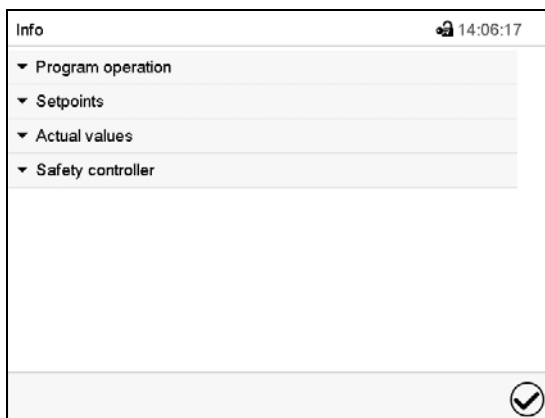 Info 14:06:17
Program operation
Setpoints
Actual values
Safety controller